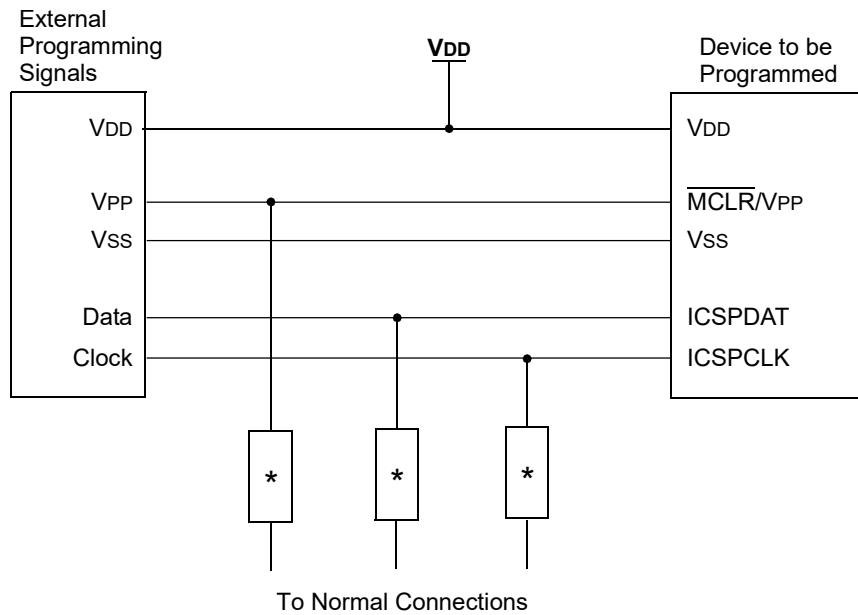 External
Programming
Signals
VDD
Device to be
Programmed
VDD
VDD
VPP
MCLR/VPP
VSS
VSS
Data
ICSPDAT
Clock
ICSPCLK
*
*
*
To Normal Connections